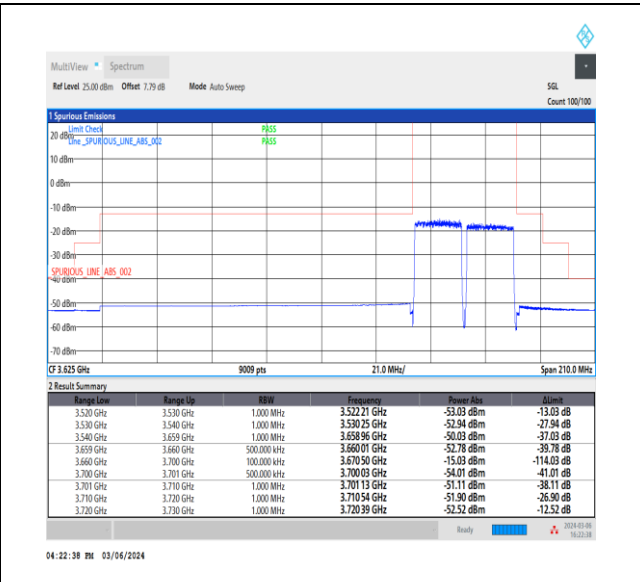 MultiView Spectrum
Ref Level 25.00 dBm Offset 7.79 dB Mode Auto Sweep SGL
Count 100/100
1 Spurious Emissions
Limit Check PASS
20 dBm
Line _SPURIOUS_LINE_ABS_002 PASS
10 dBm
0 dBm
-10 dBm
-20 dBm
-30 dBm
SPURIOUS_LINE_ABS_002
-40 dBm
-50 dBm
-60 dBm
-70 dBm
CF 3.625 GHz 9009 pts 21.0 MHz/ Span 210.0 MHz
2 Result Summary
Range Low Range Up RBW Frequency Power Abs ΔLimit
3.520 GHz 3.530 GHz 1.000 MHz 3.522 21 GHz -53.03 dBm -13.03 dB
3.530 GHz 3.540 GHz 1.000 MHz 3.530 25 GHz -52.94 dBm -27.94 dB
3.540 GHz 3.659 GHz 1.000 MHz 3.658 96 GHz -50.03 dBm -37.03 dB
3.659 GHz 3.660 GHz 500.000 kHz 3.660 01 GHz -52.78 dBm -39.78 dB
3.660 GHz 3.700 GHz 100.000 kHz 3.670 50 GHz -15.03 dBm -114.03 dB
3.700 GHz 3.701 GHz 500.000 kHz 3.700 03 GHz -54.01 dBm -41.01 dB
3.701 GHz 3.710 GHz 1.000 MHz 3.701 13 GHz -51.11 dBm -38.11 dB
3.710 GHz 3.720 GHz 1.000 MHz 3.710 54 GHz -51.90 dBm -26.90 dB
3.720 GHz 3.730 GHz 1.000 MHz 3.720 39 GHz -52.52 dBm -12.52 dB
Ready 2024-03-06
16:22:38
04:22:38 PM 03/06/2024